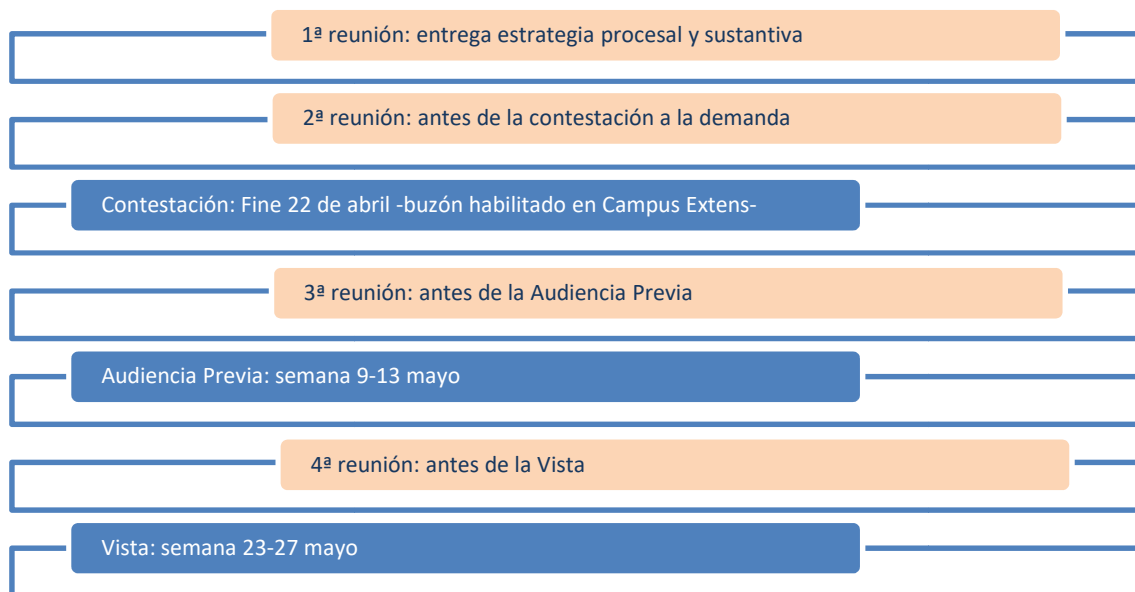 1ª reunión: entrega estrategia procesal y sustantiva
2ª reunión: antes de la contestación a la demanda
Contestación: Fine 22 de abril -buzón habilitado en Campus Extens-
3ª reunión: antes de la Audiencia Previa
Audiencia Previa: semana 9-13 mayo
4ª reunión: antes de la Vista
Vista: semana 23-27 mayo